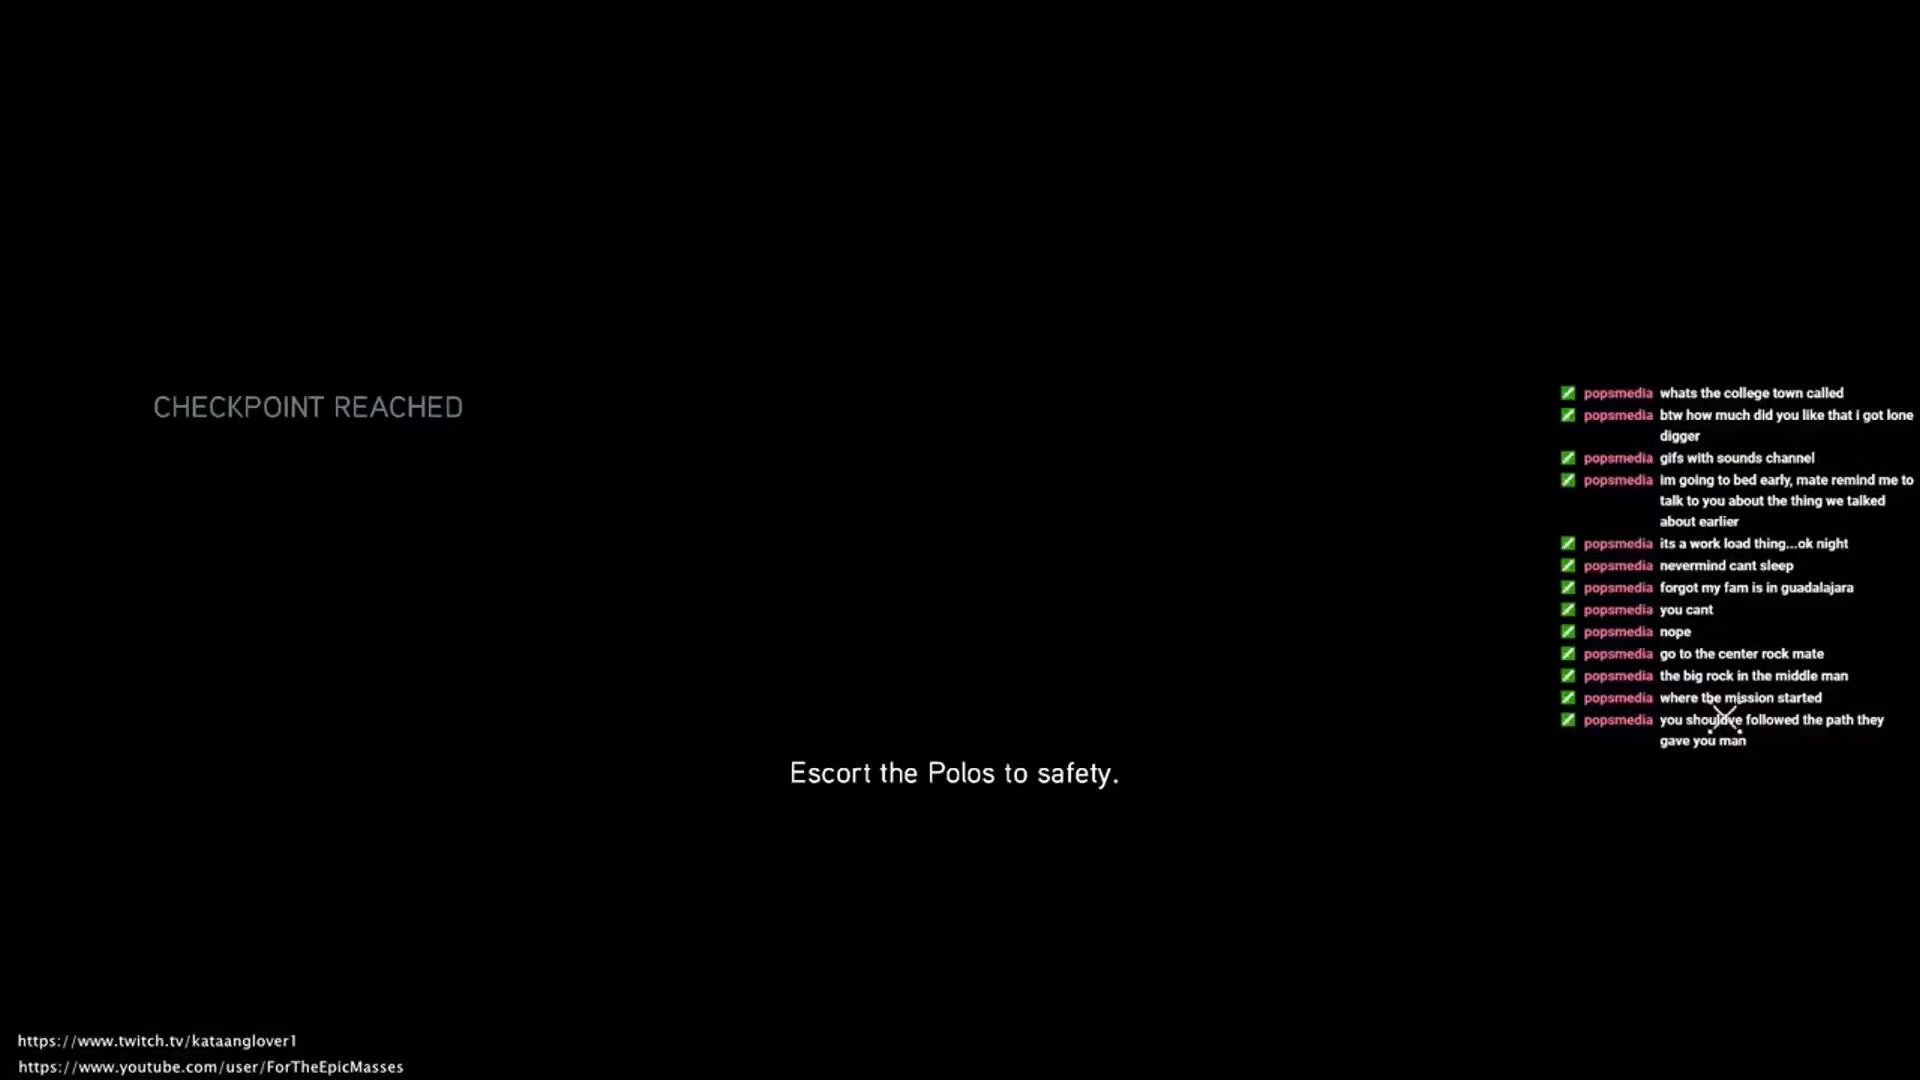 CHECKPOINT REACHED
popsmedia whats the college town called
popsmedia btw how much did you like that i got lone
digger
popsmedia gifs with sounds channel
popsmedia im going to bed early, mate remind me to
talk to you about the thing we talked
about earlier
popsmedia its a work load thing...ok night
popsmedia nevermind cant sleep
popsmedia forgot my fam is in guadalajara
popsmedia you cant
popsmedia nope
popsmedia go to the center rock mate
popsmedia the big rock in the middle man
popsmedia where the mission started
popsmedia you shouldve followed the path they
gave you man
Escort the Polos to safety.
https://www.twitch.tv/kataanglover1
https://www.youtube.com/user/ForTheEpicMasses